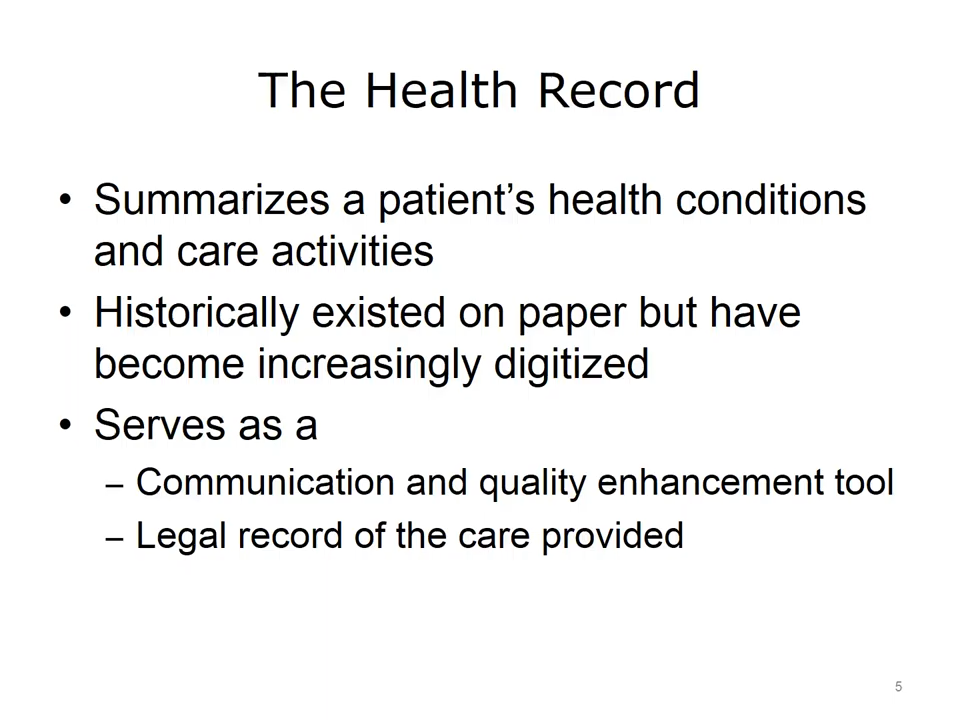 The Health Record
• Summarizes a patient’s health conditions
and care activities
• Historically existed on paper but have
become increasingly digitized
• Serves as a
– Communication and quality enhancement tool
– Legal record of the care provided
5